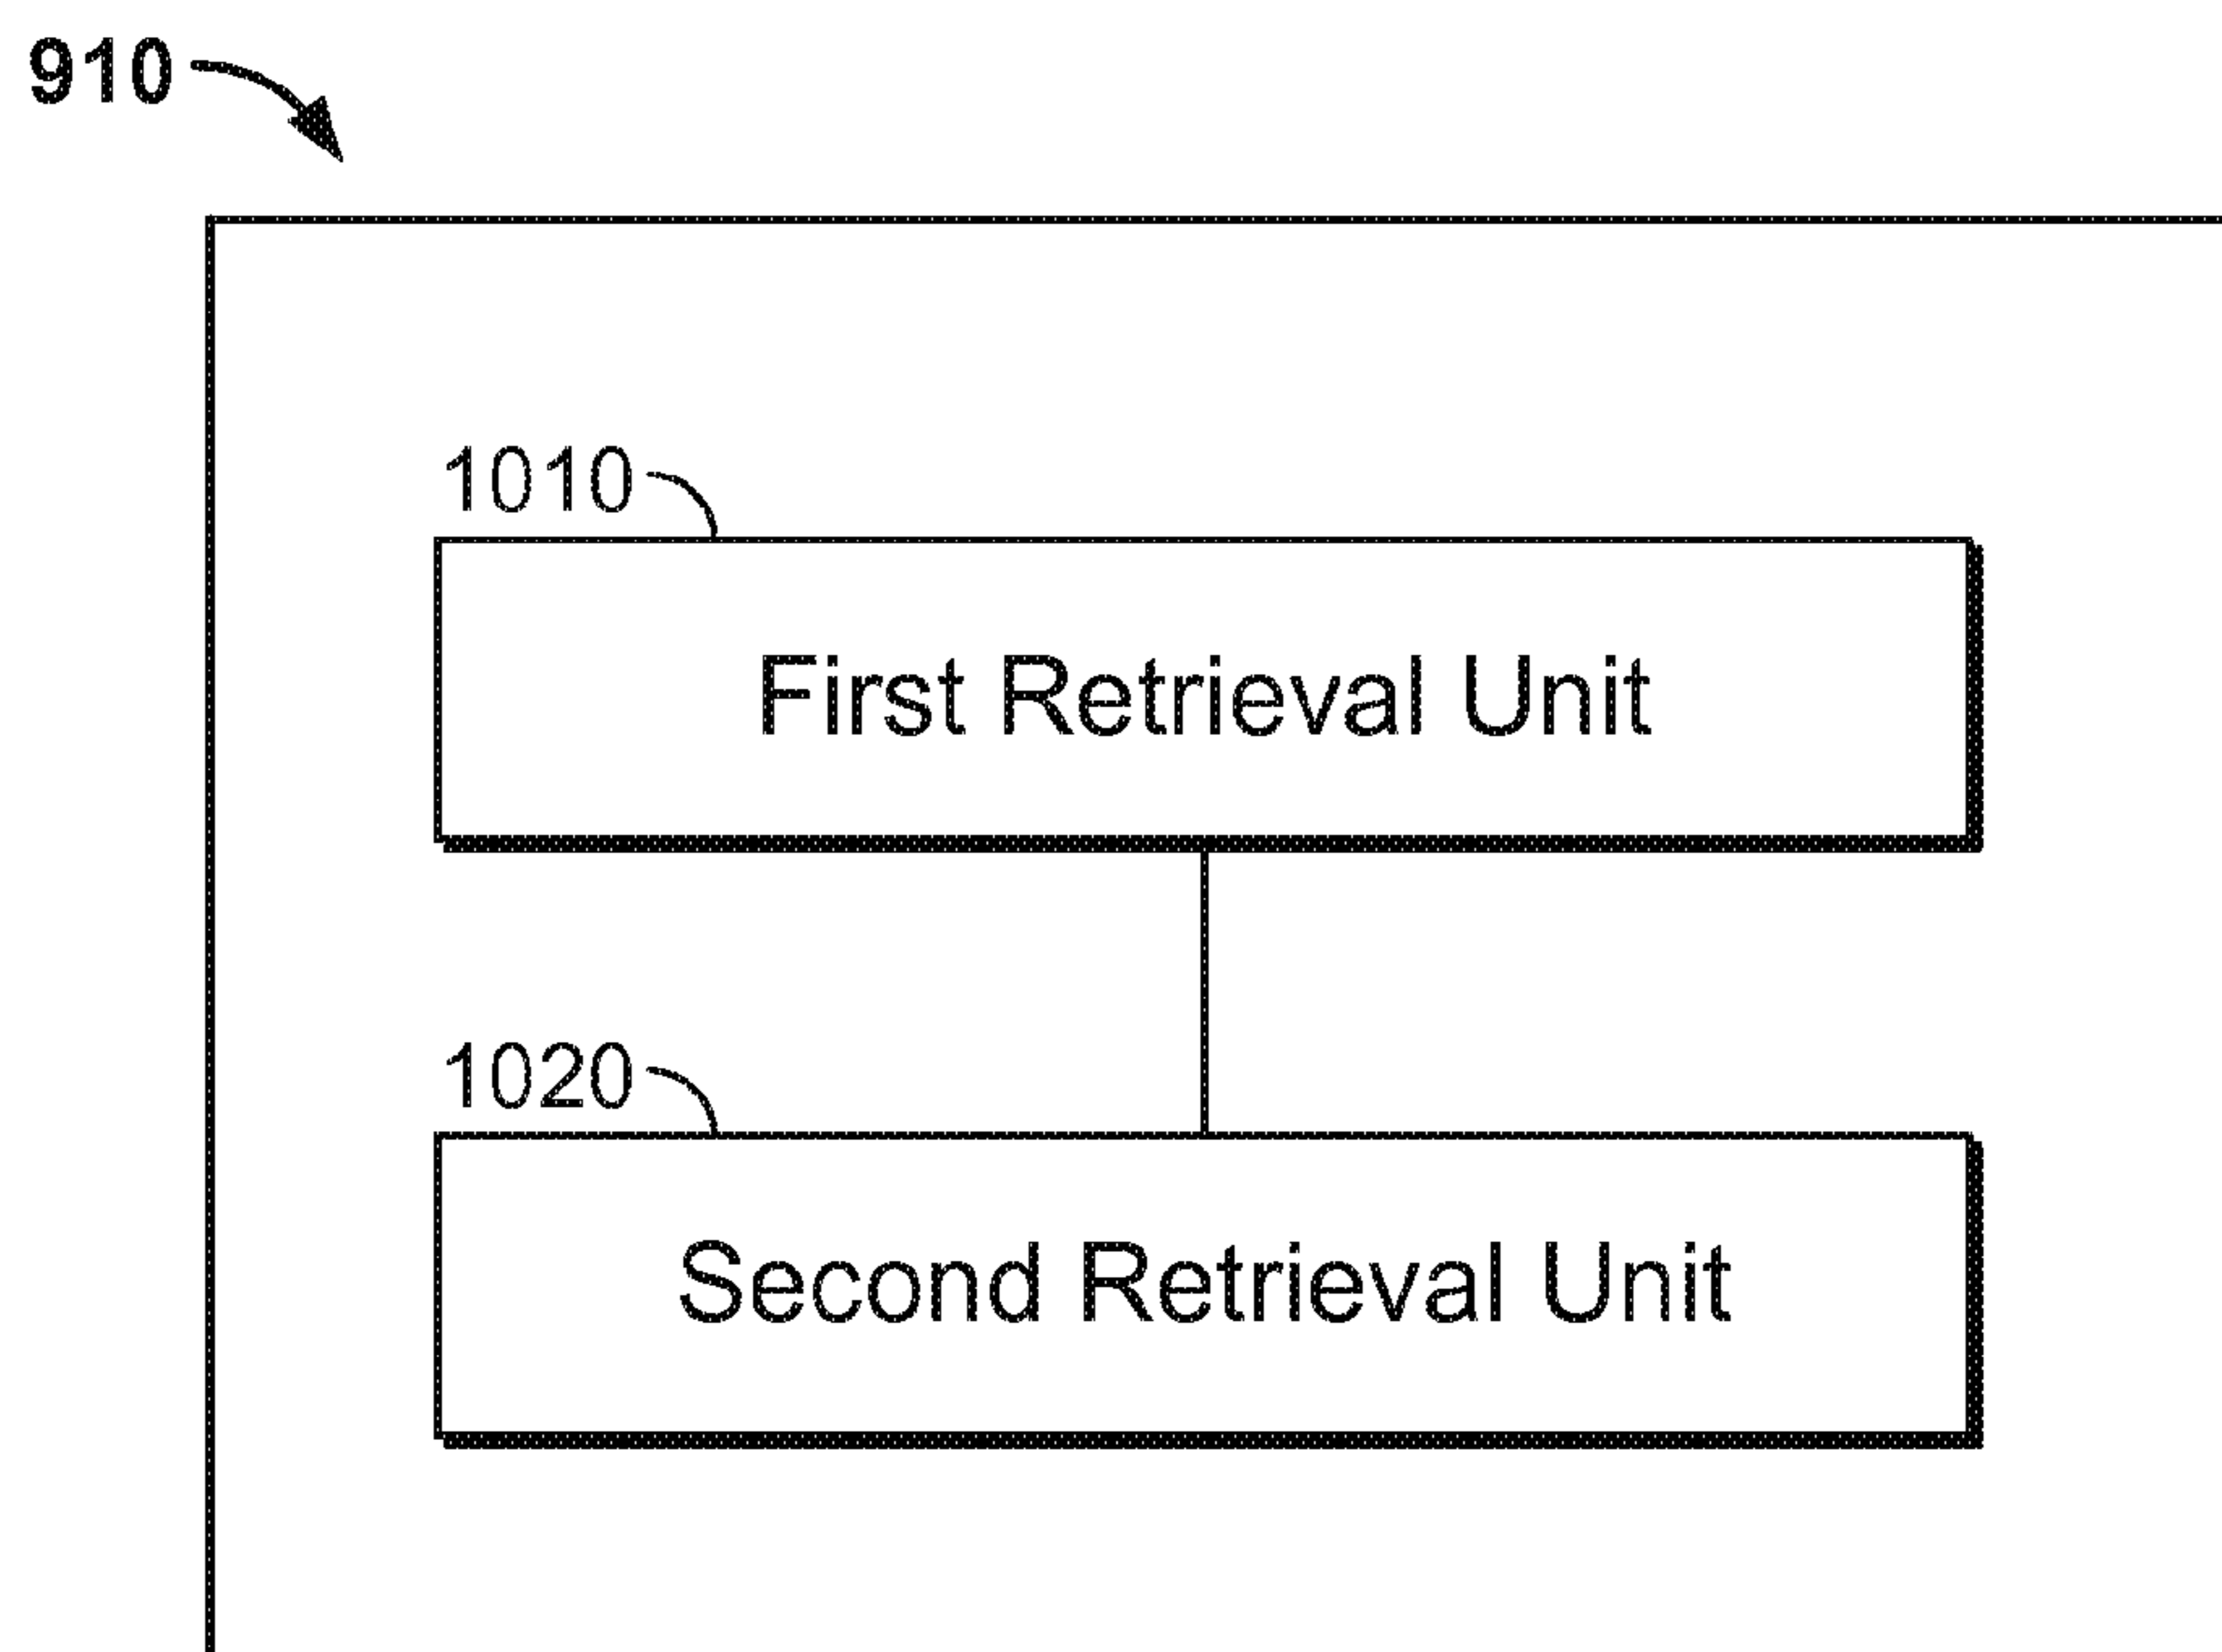 910
1010
First Retrieval Unit
1020
Second Retrieval Unit